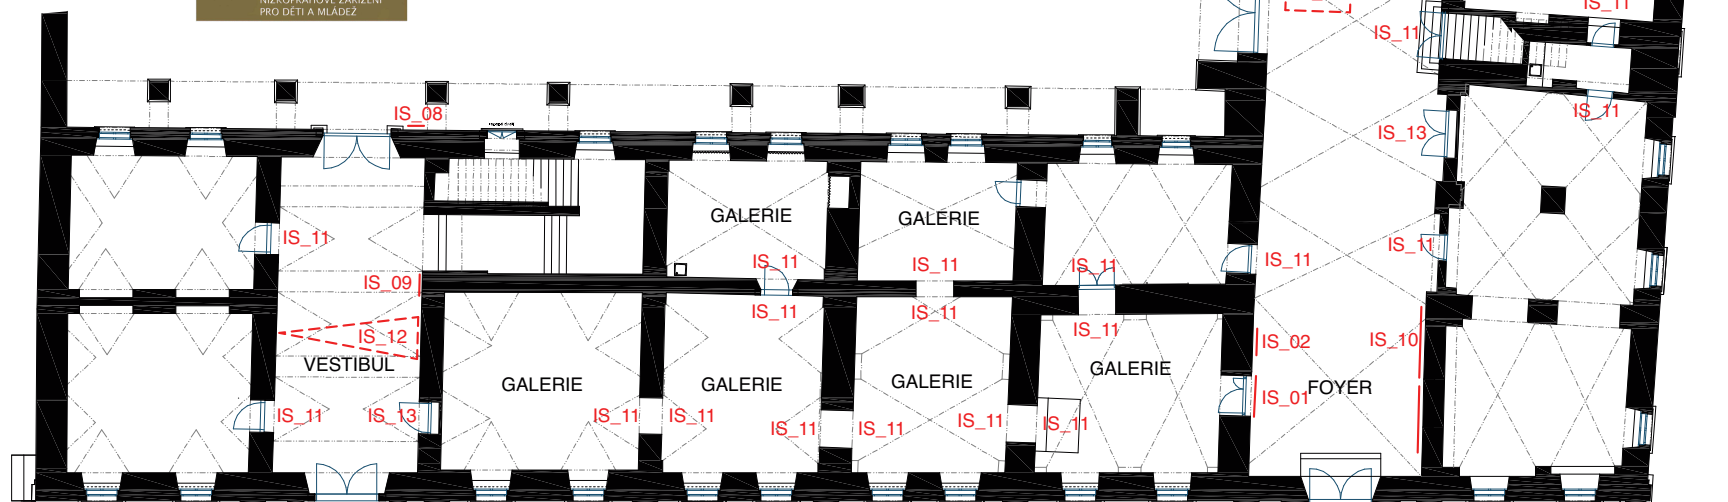 NÍZKOPRAHOVÉ ZAŘÍZENÍ
PRO DĚTI A MLÁDEŽ
IS_11
IS_11
IS_08
IS_11
IS_13
GALERIE
GALERIE
IS_11
IS_11
IS_11
IS_11
IS_11
IS_11
IS_09
IS_11
IS_11
IS_11
IS_12
IS_02
IS_10
VESTIBUL
GALERIE
GALERIE
GALERIE
GALERIE
FOYER
IS_01
IS_11
IS_13
IS_11
IS_11
IS_11
IS_11
IS_11
IS_11